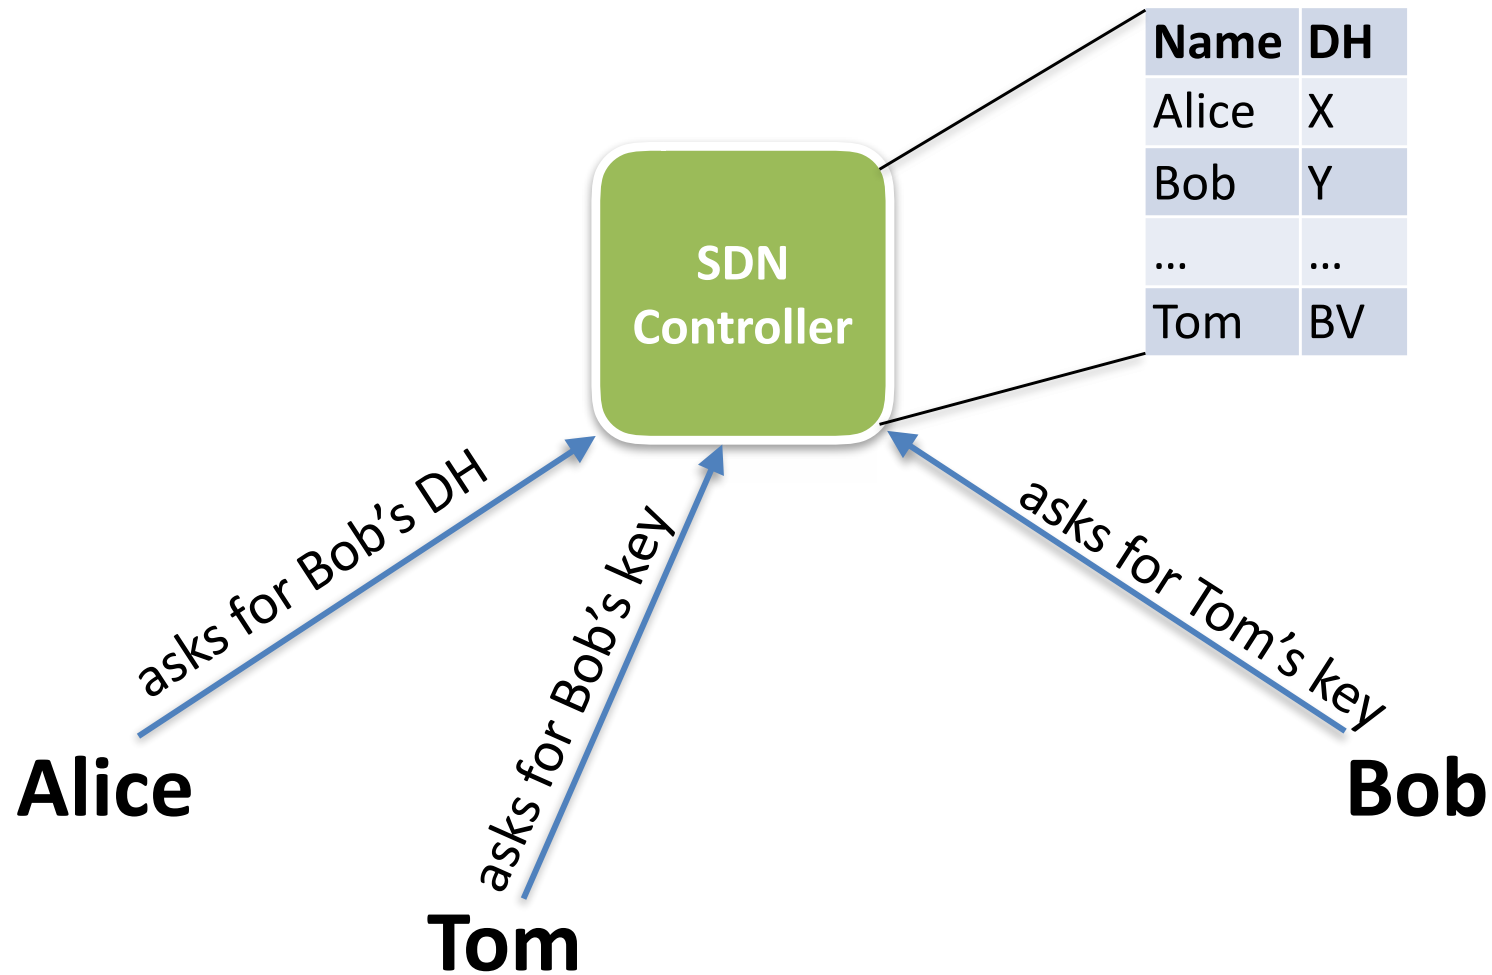 Name DH
Alice X
Bob Y
... ...
Tom BV
SDN
Controller
asks for Bob’s DH
asks for Bob’s key
asks for Tom’s key
Alice
Bob
Tom